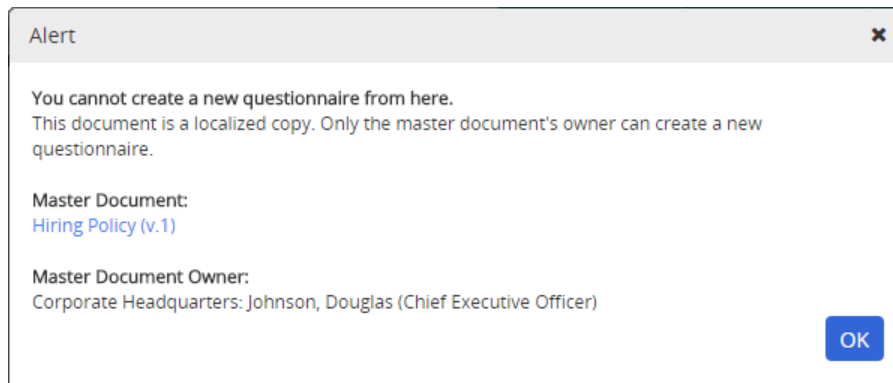 Alert
You cannot create a new questionnaire from here.
This document is a localized copy. Only the master document's owner can create a new
questionnaire.
Master Document:
Hiring Policy (v.1)
Master Document Owner:
Corporate Headquarters: Johnson, Douglas (Chief Executive Officer)
OK